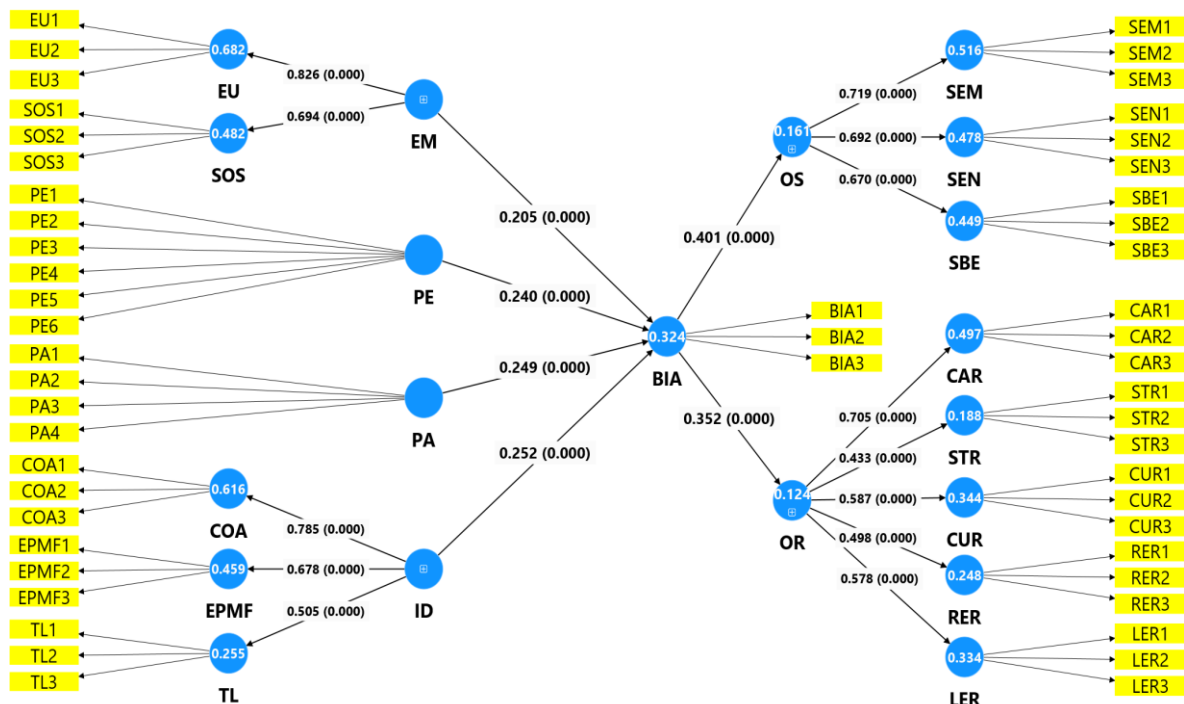 EU1
EU2
EU3
0.682
EU
SOS1
SOS2
SOS3
0.482
SOS
0.826 (0.000)
0.694 (0.000)
EM
PE1
PE2
PE3
PE4
PE5
PE6
PE
PA1
PA2
PA3
PA4
PA
COA1
COA2
COA3
0.616
COA
EPMF1
EPMF2
EPMF3
0.459
EPMF
TL1
TL2
TL3
0.255
TL
0.785 (0.000)
0.678 (0.000)
0.505 (0.000)
ID
0.205 (0.000)
0.240 (0.000)
0.249 (0.000)
0.252 (0.000)
0.324
BIA
BIA1
BIA2
BIA3
0.401 (0.000)
0.352 (0.000)
0.161
OS
0.719 (0.000)
0.692 (0.000)
0.670 (0.000)
0.516
SEM
SEM1
SEM2
SEM3
0.478
SEN
SEN1
SEN2
SEN3
0.449
SBE
SBE1
SBE2
SBE3
0.124
OR
0.705 (0.000)
0.433 (0.000)
0.587 (0.000)
0.498 (0.000)
0.578 (0.000)
0.497
CAR
CAR1
CAR2
CAR3
0.188
STR
STR1
STR2
STR3
0.344
CUR
CUR1
CUR2
CUR3
0.248
RER
RER1
RER2
RER3
0.334
LER
LER1
LER2
LER3